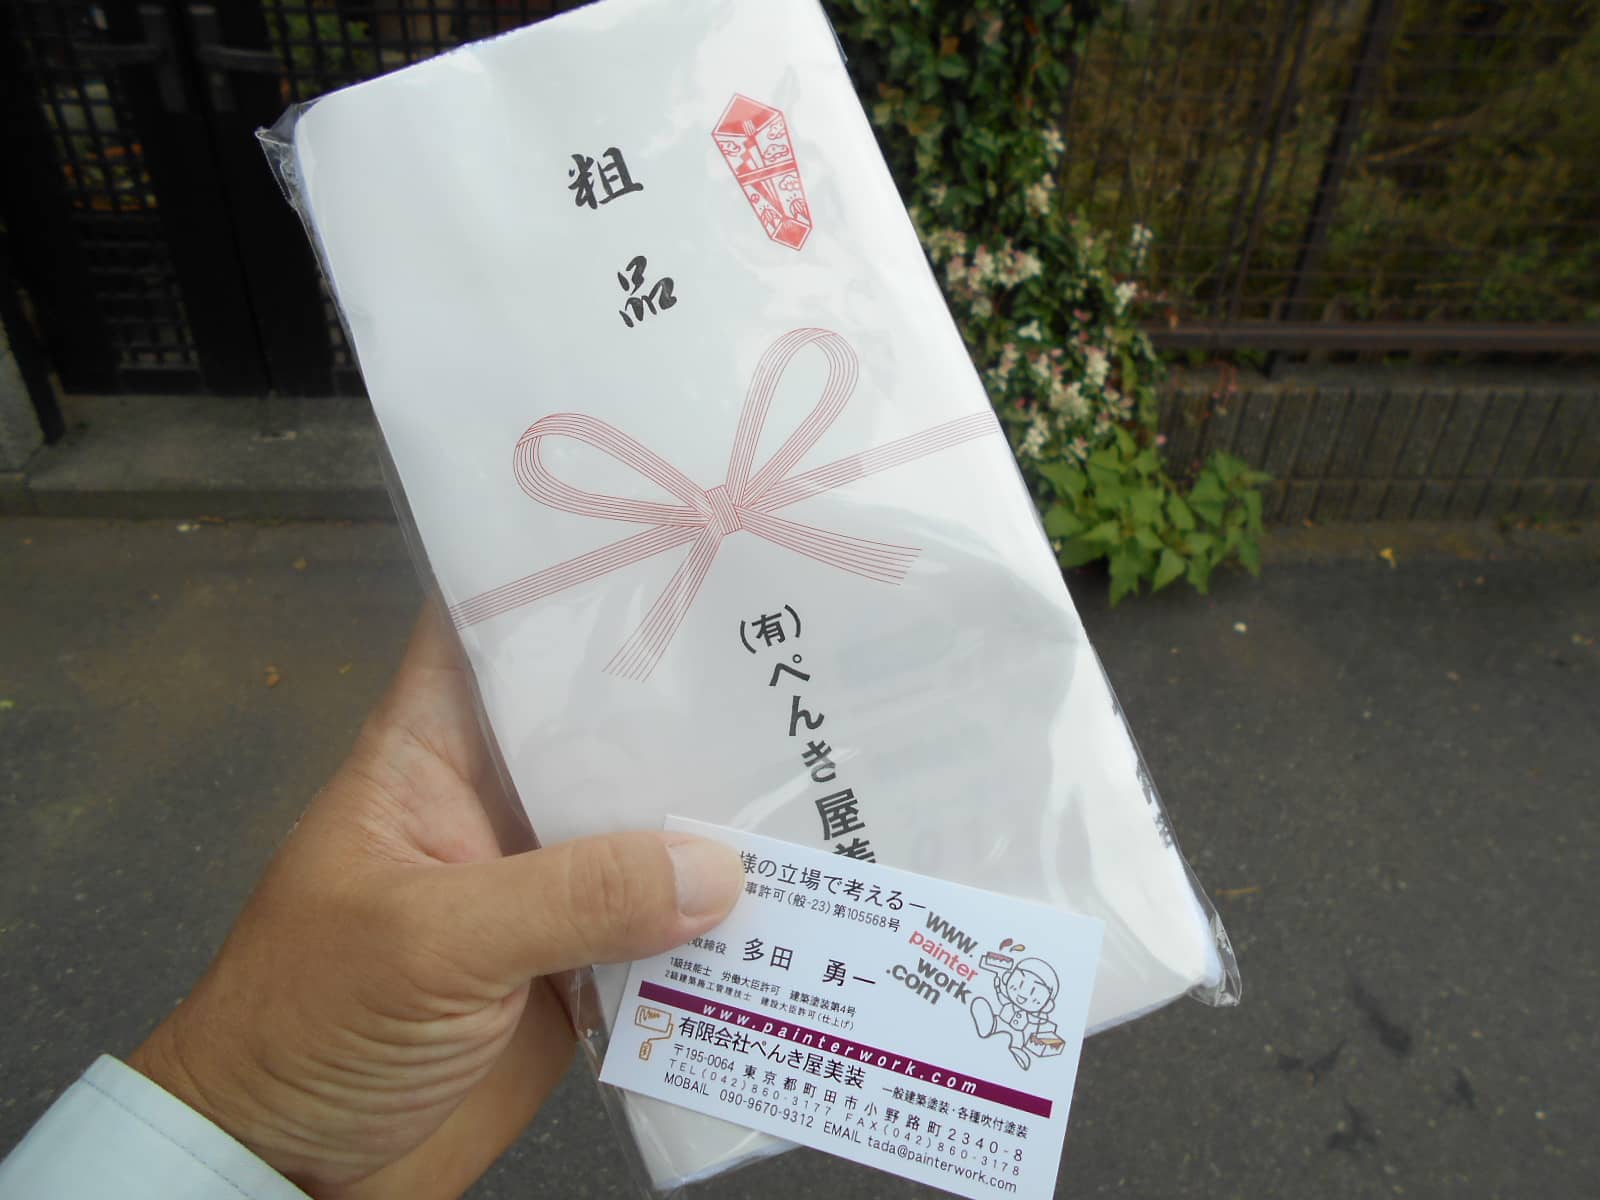 粗品
(有)ぺんき屋美
様の立場で考えるー
事許可(般-23)第105568号
取締役 多田 勇一
1級技能士 労働大臣許可 建築塗装第4号
2級建築施工管理技士 建設大臣許可(仕上げ)
www.
painter
work
.com
www.painterwork.com
有限会社ぺんき屋美装 一般建築塗装・各種吹付塗装
〒195-0064 東京都町田市小野路町2340-8
TEL(042)860-3177 FAX(042)860-3178
MOBAIL 090-9670-9312 EMAIL tada@painterwork.com